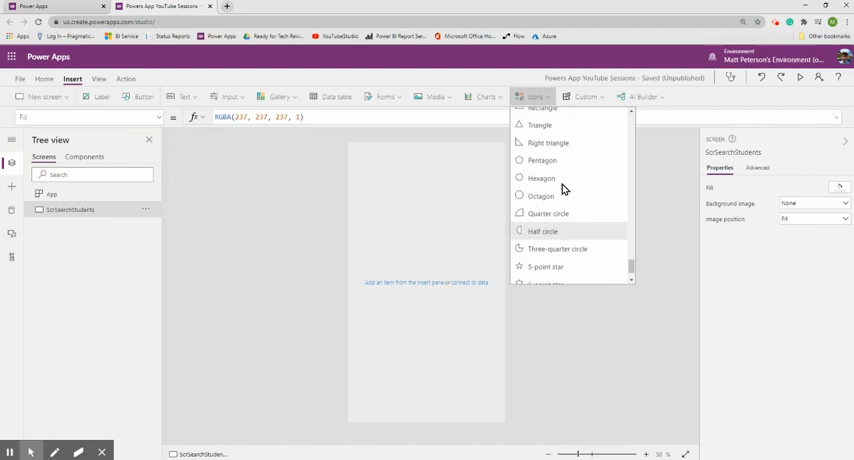 Power Apps
Powers App YouTube Sessions -
us.create.powerapps.com/studio/
Apps
Log in – Pragmatic...
BI Service
Status Reports
Power Apps
Ready for Tech Revi...
YouTubeStudio
Power BI Report Ser...
Microsoft Office Ho...
Flow
Azure
Other bookmarks
Power Apps
Environment
Matt Peterson's Environment (o...
File Home Insert View Action
Powers App YouTube Sessions - Saved (Unpublished)
New screen Label Button Text Input Gallery Data table Forms Media Charts Icons Custom AI Builder
Fill = fx RGBA(237, 237, 237, 1)
Tree view
Screens Components
Search
App
ScrSearchStudents
Add an item from the insert pane or connect to data
Rectangle
Triangle
Right triangle
Pentagon
Hexagon
Octagon
Quarter circle
Half circle
Three-quarter circle
5-point star
SCREEN
ScrSearchStudents
Properties Advanced
Fill
Background image None
Image position Fit
ScrSearchStuden...
50 %